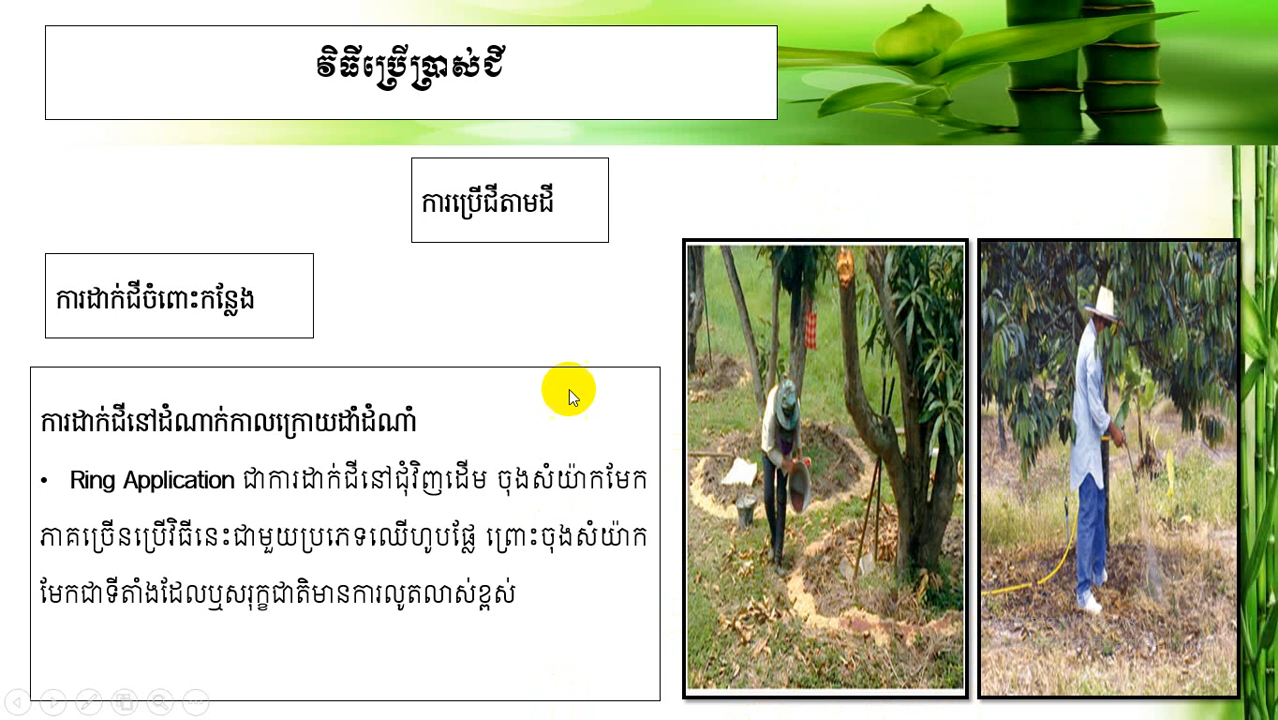 វិធីប្រើប្រាស់ជី
ការប្រើជីតាមដី
ការដាក់ជីចំពោះកន្លែង
ការដាក់ជីនៅដំណាក់កាលក្រោយដាំដំណាំ
• Ring Application ជាការដាក់ជីនៅជុំវិញដើម ចុងសំយ៉ាកមែក
ភាគច្រើនប្រើវិធីនេះជាមួយប្រភេទឈើហូបផ្លែ ព្រោះចុងសំយ៉ាក
មែកជាទីតាំងដែលឬសរុក្ខជាតិមានការលូតលាស់ខ្ពស់